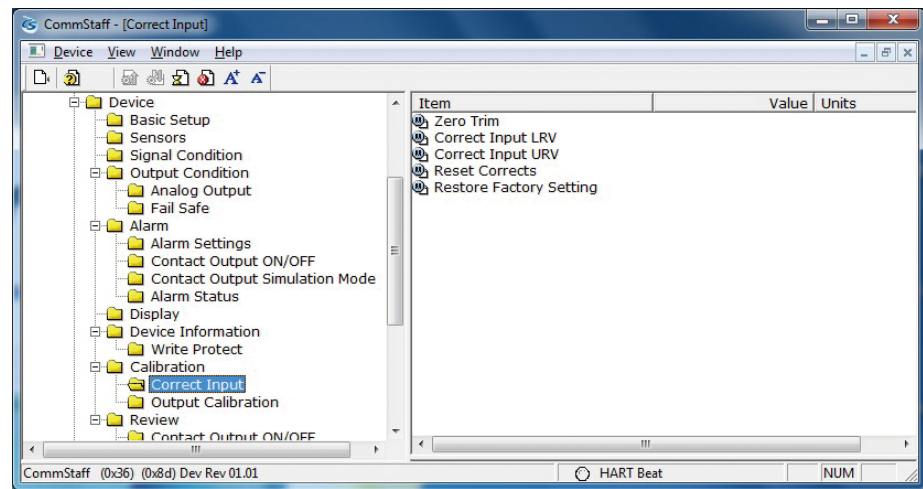 CommStaff - [Correct Input]
Device View Window Help
Device
Basic Setup
Sensors
Signal Condition
Output Condition
Analog Output
Fail Safe
Alarm
Alarm Settings
Contact Output ON/OFF
Contact Output Simulation Mode
Alarm Status
Display
Device Information
Write Protect
Calibration
Correct Input
Output Calibration
Review
Contact Output ON/OFF
Item Value Units
Zero Trim
Correct Input LRV
Correct Input URV
Reset Corrects
Restore Factory Setting
CommStaff (0x36) (0x8d) Dev Rev 01.01 HART Beat NUM